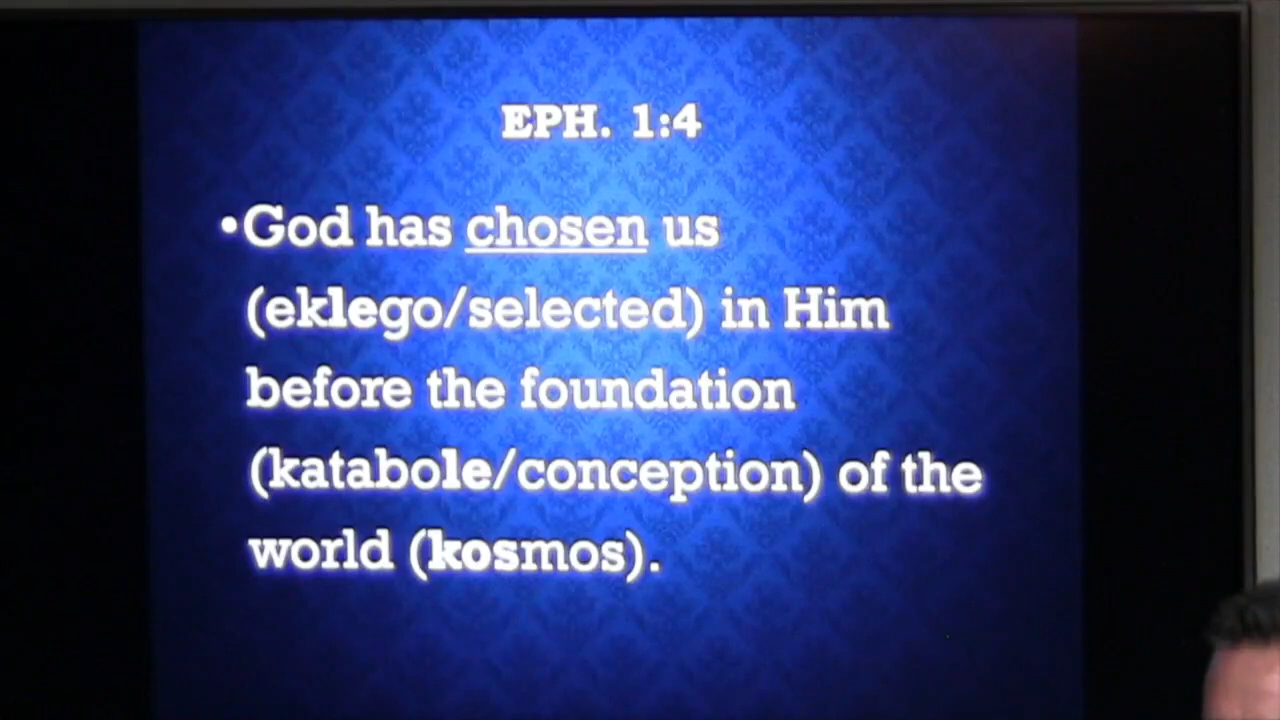 EPH. 1:4
•God has chosen us
(eklego/selected) in Him
before the foundation
(katabole/conception) of the
world (kosmos).